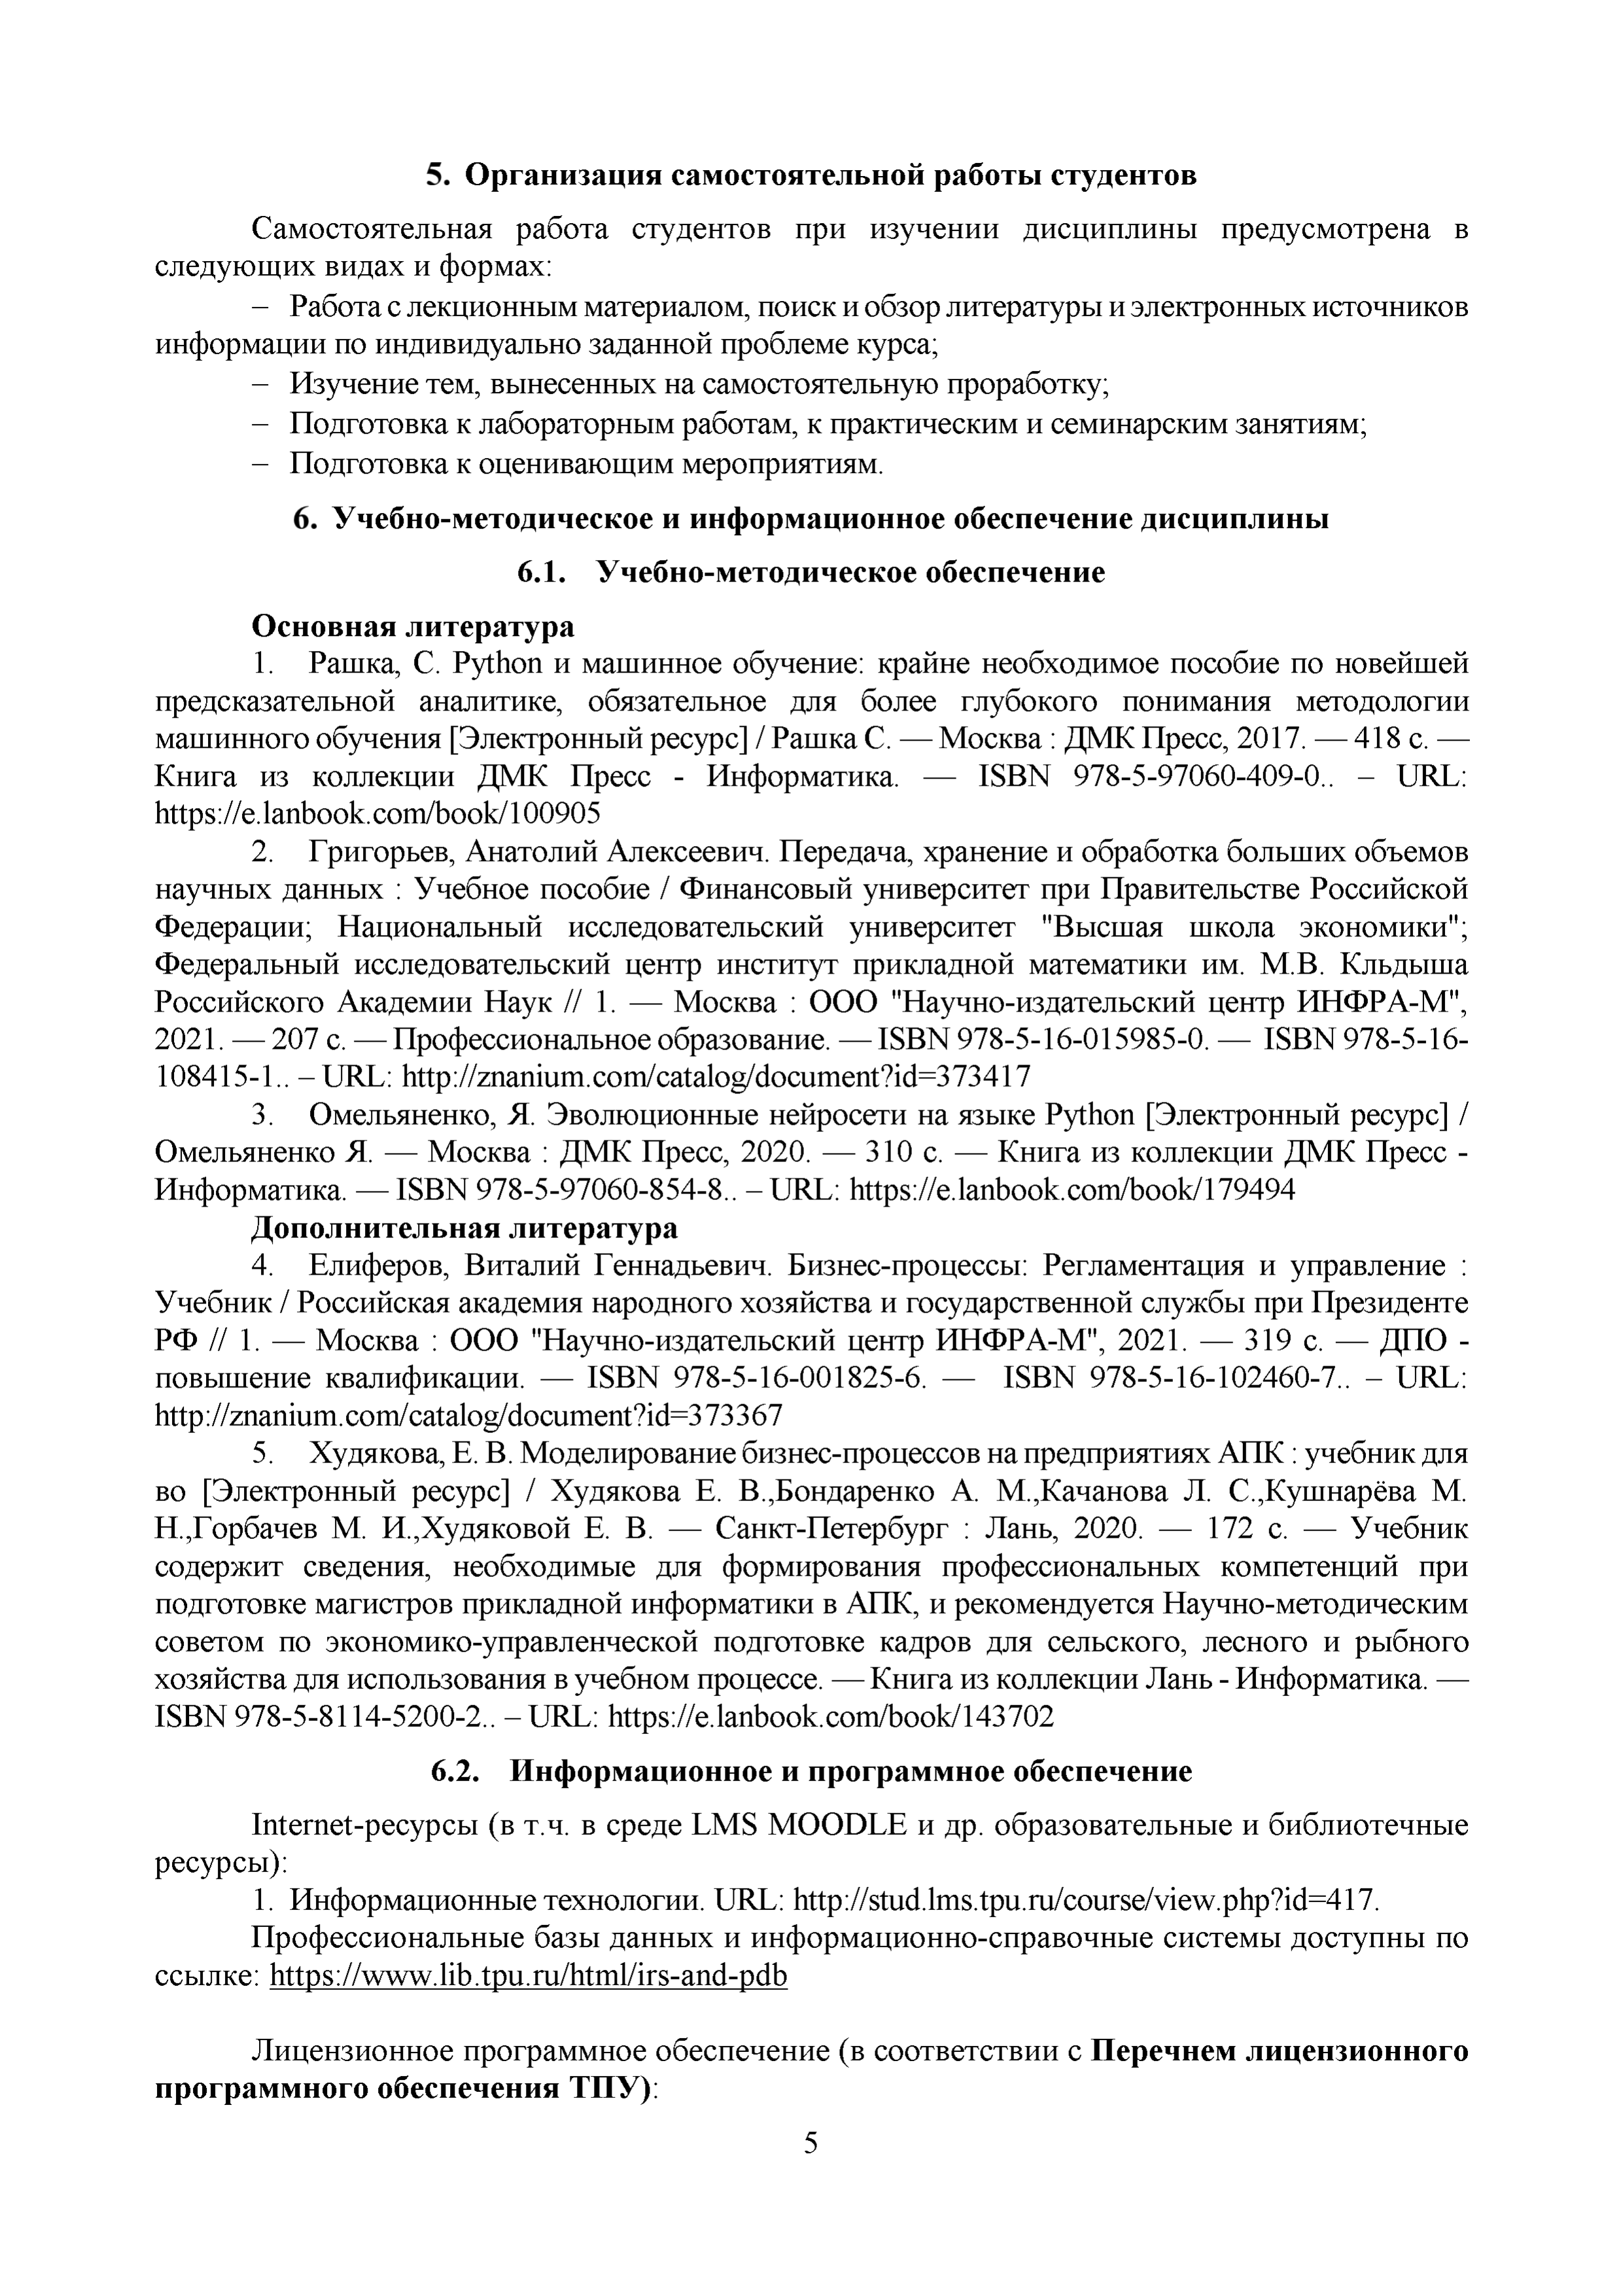 5. Организация самостоятельной работы студентов
Самостоятельная работа студентов при изучении дисциплины предусмотрена в
следующих видах и формах:
– Работа с лекционным материалом, поиск и обзор литературы и электронных источников
информации по индивидуально заданной проблеме курса;
– Изучение тем, вынесенных на самостоятельную проработку;
– Подготовка к лабораторным работам, к практическим и семинарским занятиям;
– Подготовка к оценивающим мероприятиям.
6. Учебно-методическое и информационное обеспечение дисциплины
6.1. Учебно-методическое обеспечение
Основная литература
1. Рашка, С. Python и машинное обучение: крайне необходимое пособие по новейшей
предсказательной аналитике, обязательное для более глубокого понимания методологии
машинного обучения [Электронный ресурс] / Рашка С. — Москва : ДМК Пресс, 2017. — 418 с. —
Книга из коллекции ДМК Пресс - Информатика. — ISBN 978-5-97060-409-0.. – URL:
https://e.lanbook.com/book/100905
2. Григорьев, Анатолий Алексеевич. Передача, хранение и обработка больших объемов
научных данных : Учебное пособие / Финансовый университет при Правительстве Российской
Федерации; Национальный исследовательский университет "Высшая школа экономики";
Федеральный исследовательский центр институт прикладной математики им. М.В. Кльдыша
Российского Академии Наук // 1. — Москва : ООО "Научно-издательский центр ИНФРА-М",
2021. — 207 с. — Профессиональное образование. — ISBN 978-5-16-015985-0. — ISBN 978-5-16-
108415-1.. – URL: http://znanium.com/catalog/document?id=373417
3. Омельяненко, Я. Эволюционные нейросети на языке Python [Электронный ресурс] /
Омельяненко Я. — Москва : ДМК Пресс, 2020. — 310 с. — Книга из коллекции ДМК Пресс -
Информатика. — ISBN 978-5-97060-854-8.. – URL: https://e.lanbook.com/book/179494
Дополнительная литература
4. Елиферов, Виталий Геннадьевич. Бизнес-процессы: Регламентация и управление :
Учебник / Российская академия народного хозяйства и государственной службы при Президенте
РФ // 1. — Москва : ООО "Научно-издательский центр ИНФРА-М", 2021. — 319 с. — ДПО -
повышение квалификации. — ISBN 978-5-16-001825-6. — ISBN 978-5-16-102460-7.. – URL:
http://znanium.com/catalog/document?id=373367
5. Худякова, Е. В. Моделирование бизнес-процессов на предприятиях АПК : учебник для
во [Электронный ресурс] / Худякова Е. В.,Бондаренко А. М.,Качанова Л. С.,Кушнарёва М.
Н.,Горбачев М. И.,Худяковой Е. В. — Санкт-Петербург : Лань, 2020. — 172 с. — Учебник
содержит сведения, необходимые для формирования профессиональных компетенций при
подготовке магистров прикладной информатики в АПК, и рекомендуется Научно-методическим
советом по экономико-управленческой подготовке кадров для сельского, лесного и рыбного
хозяйства для использования в учебном процессе. — Книга из коллекции Лань - Информатика. —
ISBN 978-5-8114-5200-2.. – URL: https://e.lanbook.com/book/143702
6.2. Информационное и программное обеспечение
Internet-ресурсы (в т.ч. в среде LMS MOODLE и др. образовательные и библиотечные
ресурсы):
1. Информационные технологии. URL: http://stud.lms.tpu.ru/course/view.php?id=417.
Профессиональные базы данных и информационно-справочные системы доступны по
ссылке: https://www.lib.tpu.ru/html/irs-and-pdb
Лицензионное программное обеспечение (в соответствии с Перечнем лицензионного
программного обеспечения ТПУ):
5